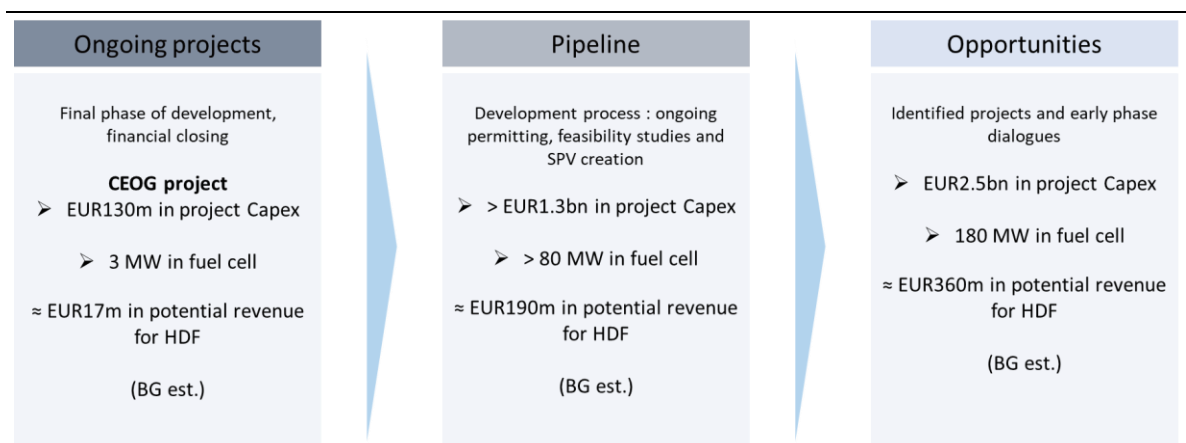 Ongoing projects
Final phase of development,
financial closing
CEOG project
➤ EUR130m in project Capex
➤ 3 MW in fuel cell
≈ EUR17m in potential revenue
for HDF
(BG est.)
Pipeline
Development process : ongoing
permitting, feasibility studies and
SPV creation
➤ > EUR1.3bn in project Capex
➤ > 80 MW in fuel cell
≈ EUR190m in potential revenue
for HDF
(BG est.)
Opportunities
Identified projects and early phase
dialogues
➤ EUR2.5bn in project Capex
➤ 180 MW in fuel cell
≈ EUR360m in potential revenue
for HDF
(BG est.)